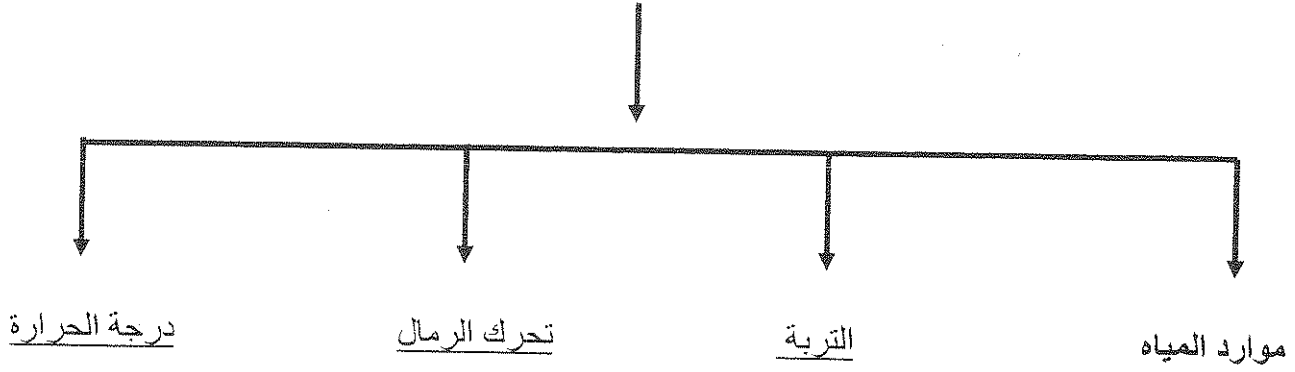 موارد المياه
التربة
تحرك الرمال
درجة الحرارة